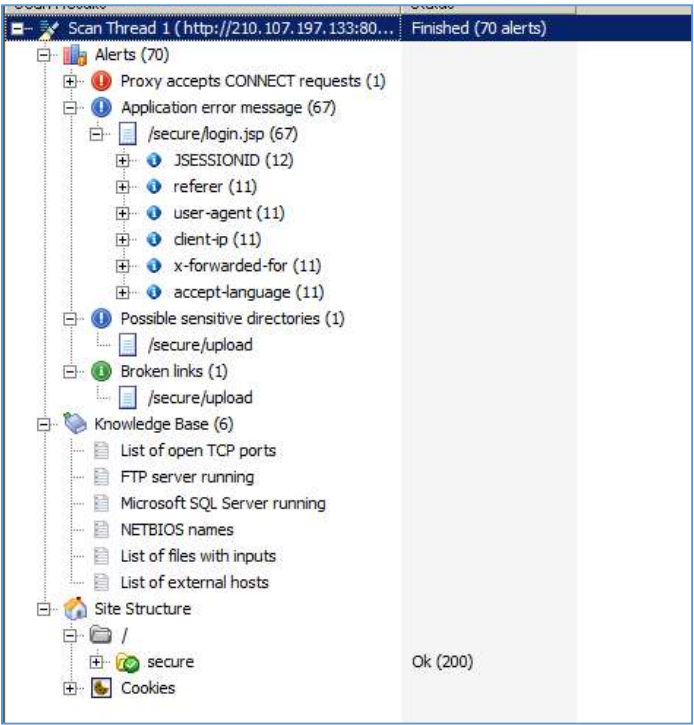 Scan Thread 1 ( http://210.107.197.133:80... Finished (70 alerts)
Alerts (70)
Proxy accepts CONNECT requests (1)
Application error message (67)
/secure/login.jsp (67)
JSESSIONID (12)
referer (11)
user-agent (11)
client-ip (11)
x-forwarded-for (11)
accept-language (11)
Possible sensitive directories (1)
/secure/upload
Broken links (1)
/secure/upload
Knowledge Base (6)
List of open TCP ports
FTP server running
Microsoft SQL Server running
NETBIOS names
List of files with inputs
List of external hosts
Site Structure
/
secure Ok (200)
Cookies